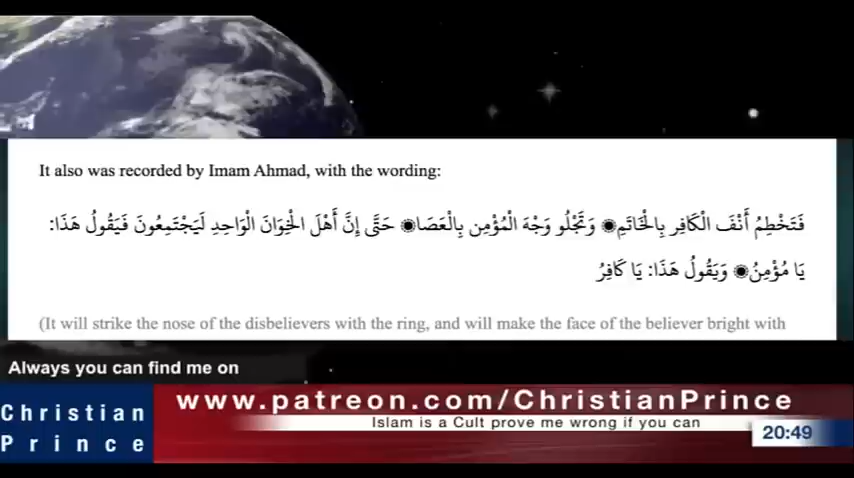 It also was recorded by Imam Ahmad, with the wording:
فَتَخْطِمُ أَنْفَ الْكَافِرِ بِالْخَاتَمِ۞ وَتَجْلُو وَجْهَ الْمُؤْمِنِ بِالْعَصَا۞ حَتَّى إِنَّ أَهْلَ الْخِوَانَ الْوَاحِدِ لَيَجْتَمِعُونَ فَيَقُولُ هَذَا:
يَا مُؤْمِنُ۞ وَيَقُولُ هَذَا: يَا كَافِرُ
(It will strike the nose of the disbelievers with the ring, and will make the face of the believer bright with
Always you can find me on
www.patreon.com/ChristianPrince
Islam is a Cult prove me wrong if you can
Christian
Prince
20:49